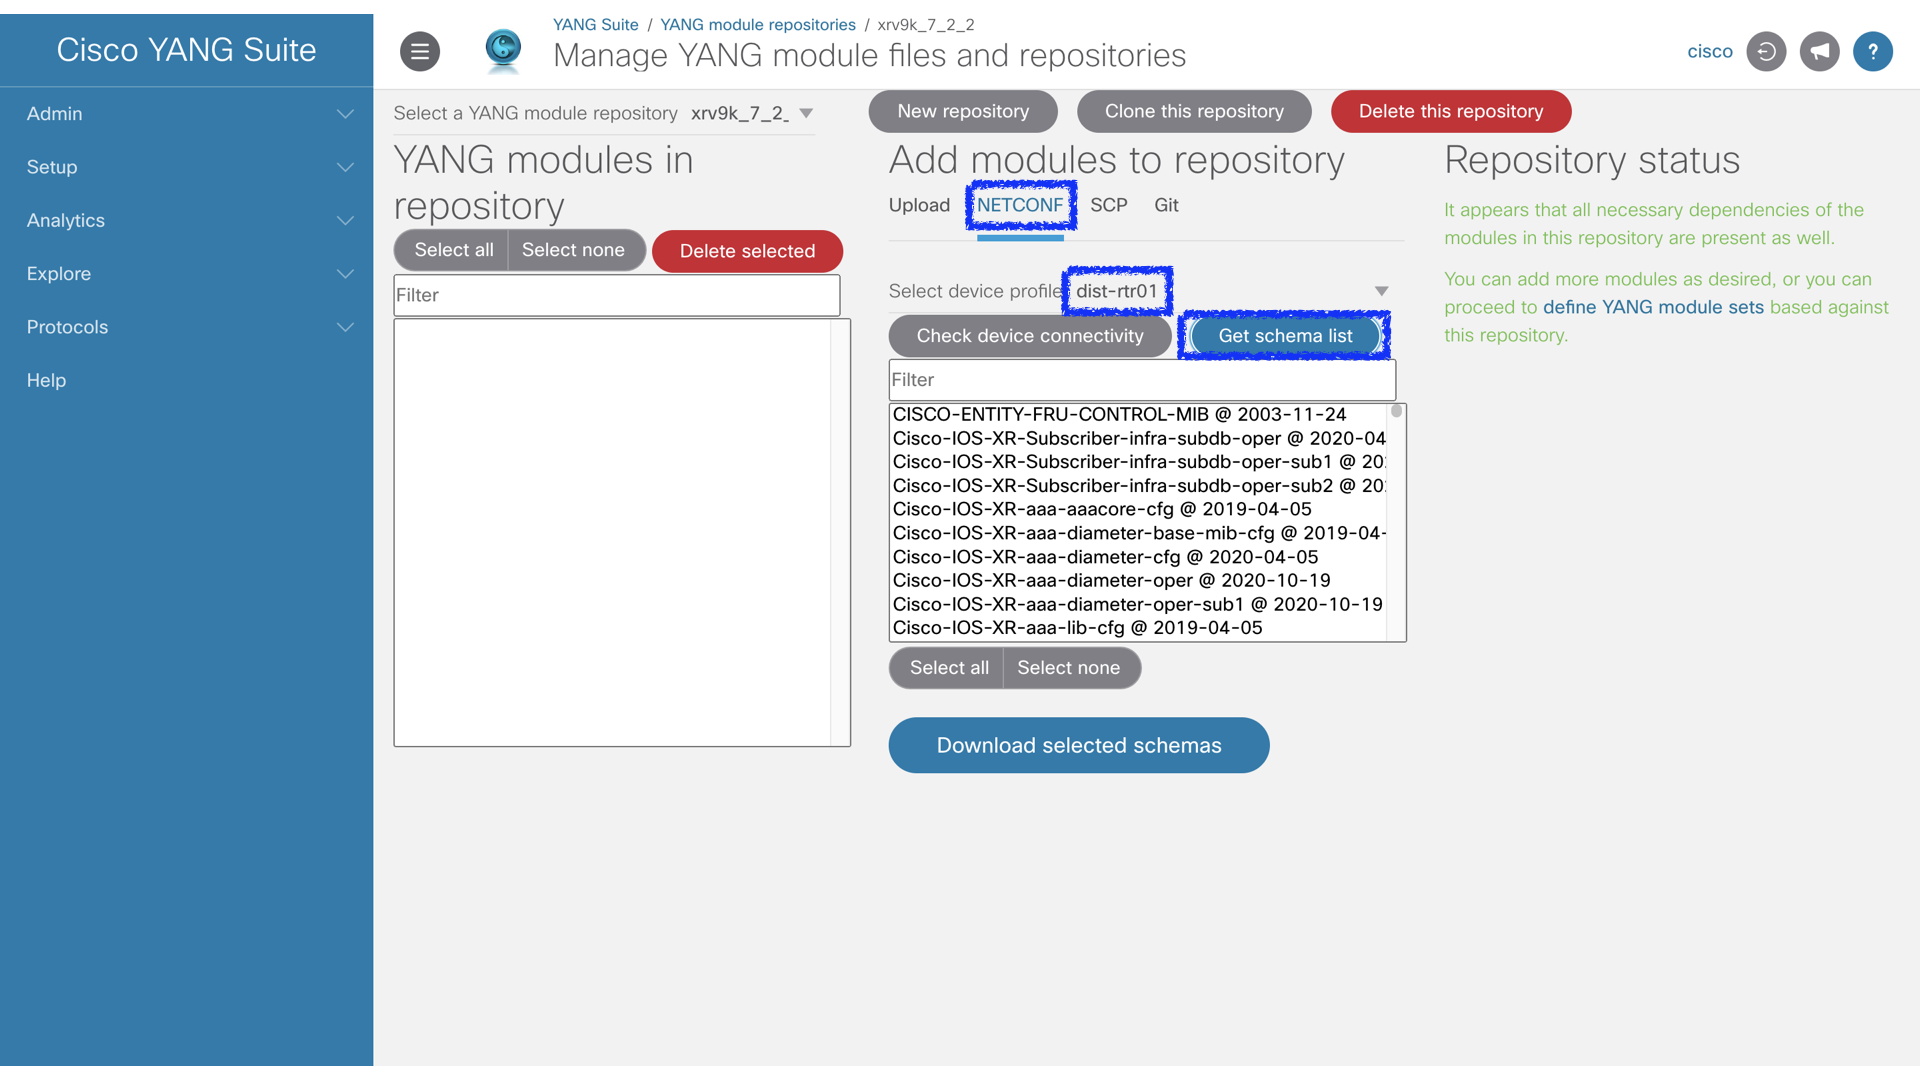 Cisco YANG Suite
Admin
Setup
Analytics
Explore
Protocols
Help
YANG Suite / YANG module repositories / xrv9k_7_2_2
Manage YANG module files and repositories
cisco
?
Select a YANG module repository xrv9k_7_2_
New repository
Clone this repository
Delete this repository
YANG modules in
repository
Select all
Select none
Delete selected
Filter
Add modules to repository
Upload
NETCONF
SCP
Git
Select device profile dist-rtr01
Check device connectivity
Get schema list
Filter
CISCO-ENTITY-FRU-CONTROL-MIB @ 2003-11-24
Cisco-IOS-XR-Subscriber-infra-subdb-oper @ 2020-04
Cisco-IOS-XR-Subscriber-infra-subdb-oper-sub1 @ 20
Cisco-IOS-XR-Subscriber-infra-subdb-oper-sub2 @ 20
Cisco-IOS-XR-aaa-aaacore-cfg @ 2019-04-05
Cisco-IOS-XR-aaa-diameter-base-mib-cfg @ 2019-04-
Cisco-IOS-XR-aaa-diameter-cfg @ 2020-04-05
Cisco-IOS-XR-aaa-diameter-oper @ 2020-10-19
Cisco-IOS-XR-aaa-diameter-oper-sub1 @ 2020-10-19
Cisco-IOS-XR-aaa-lib-cfg @ 2019-04-05
Select all
Select none
Download selected schemas
Repository status
It appears that all necessary dependencies of the
modules in this repository are present as well.
You can add more modules as desired, or you can
proceed to define YANG module sets based against
this repository.